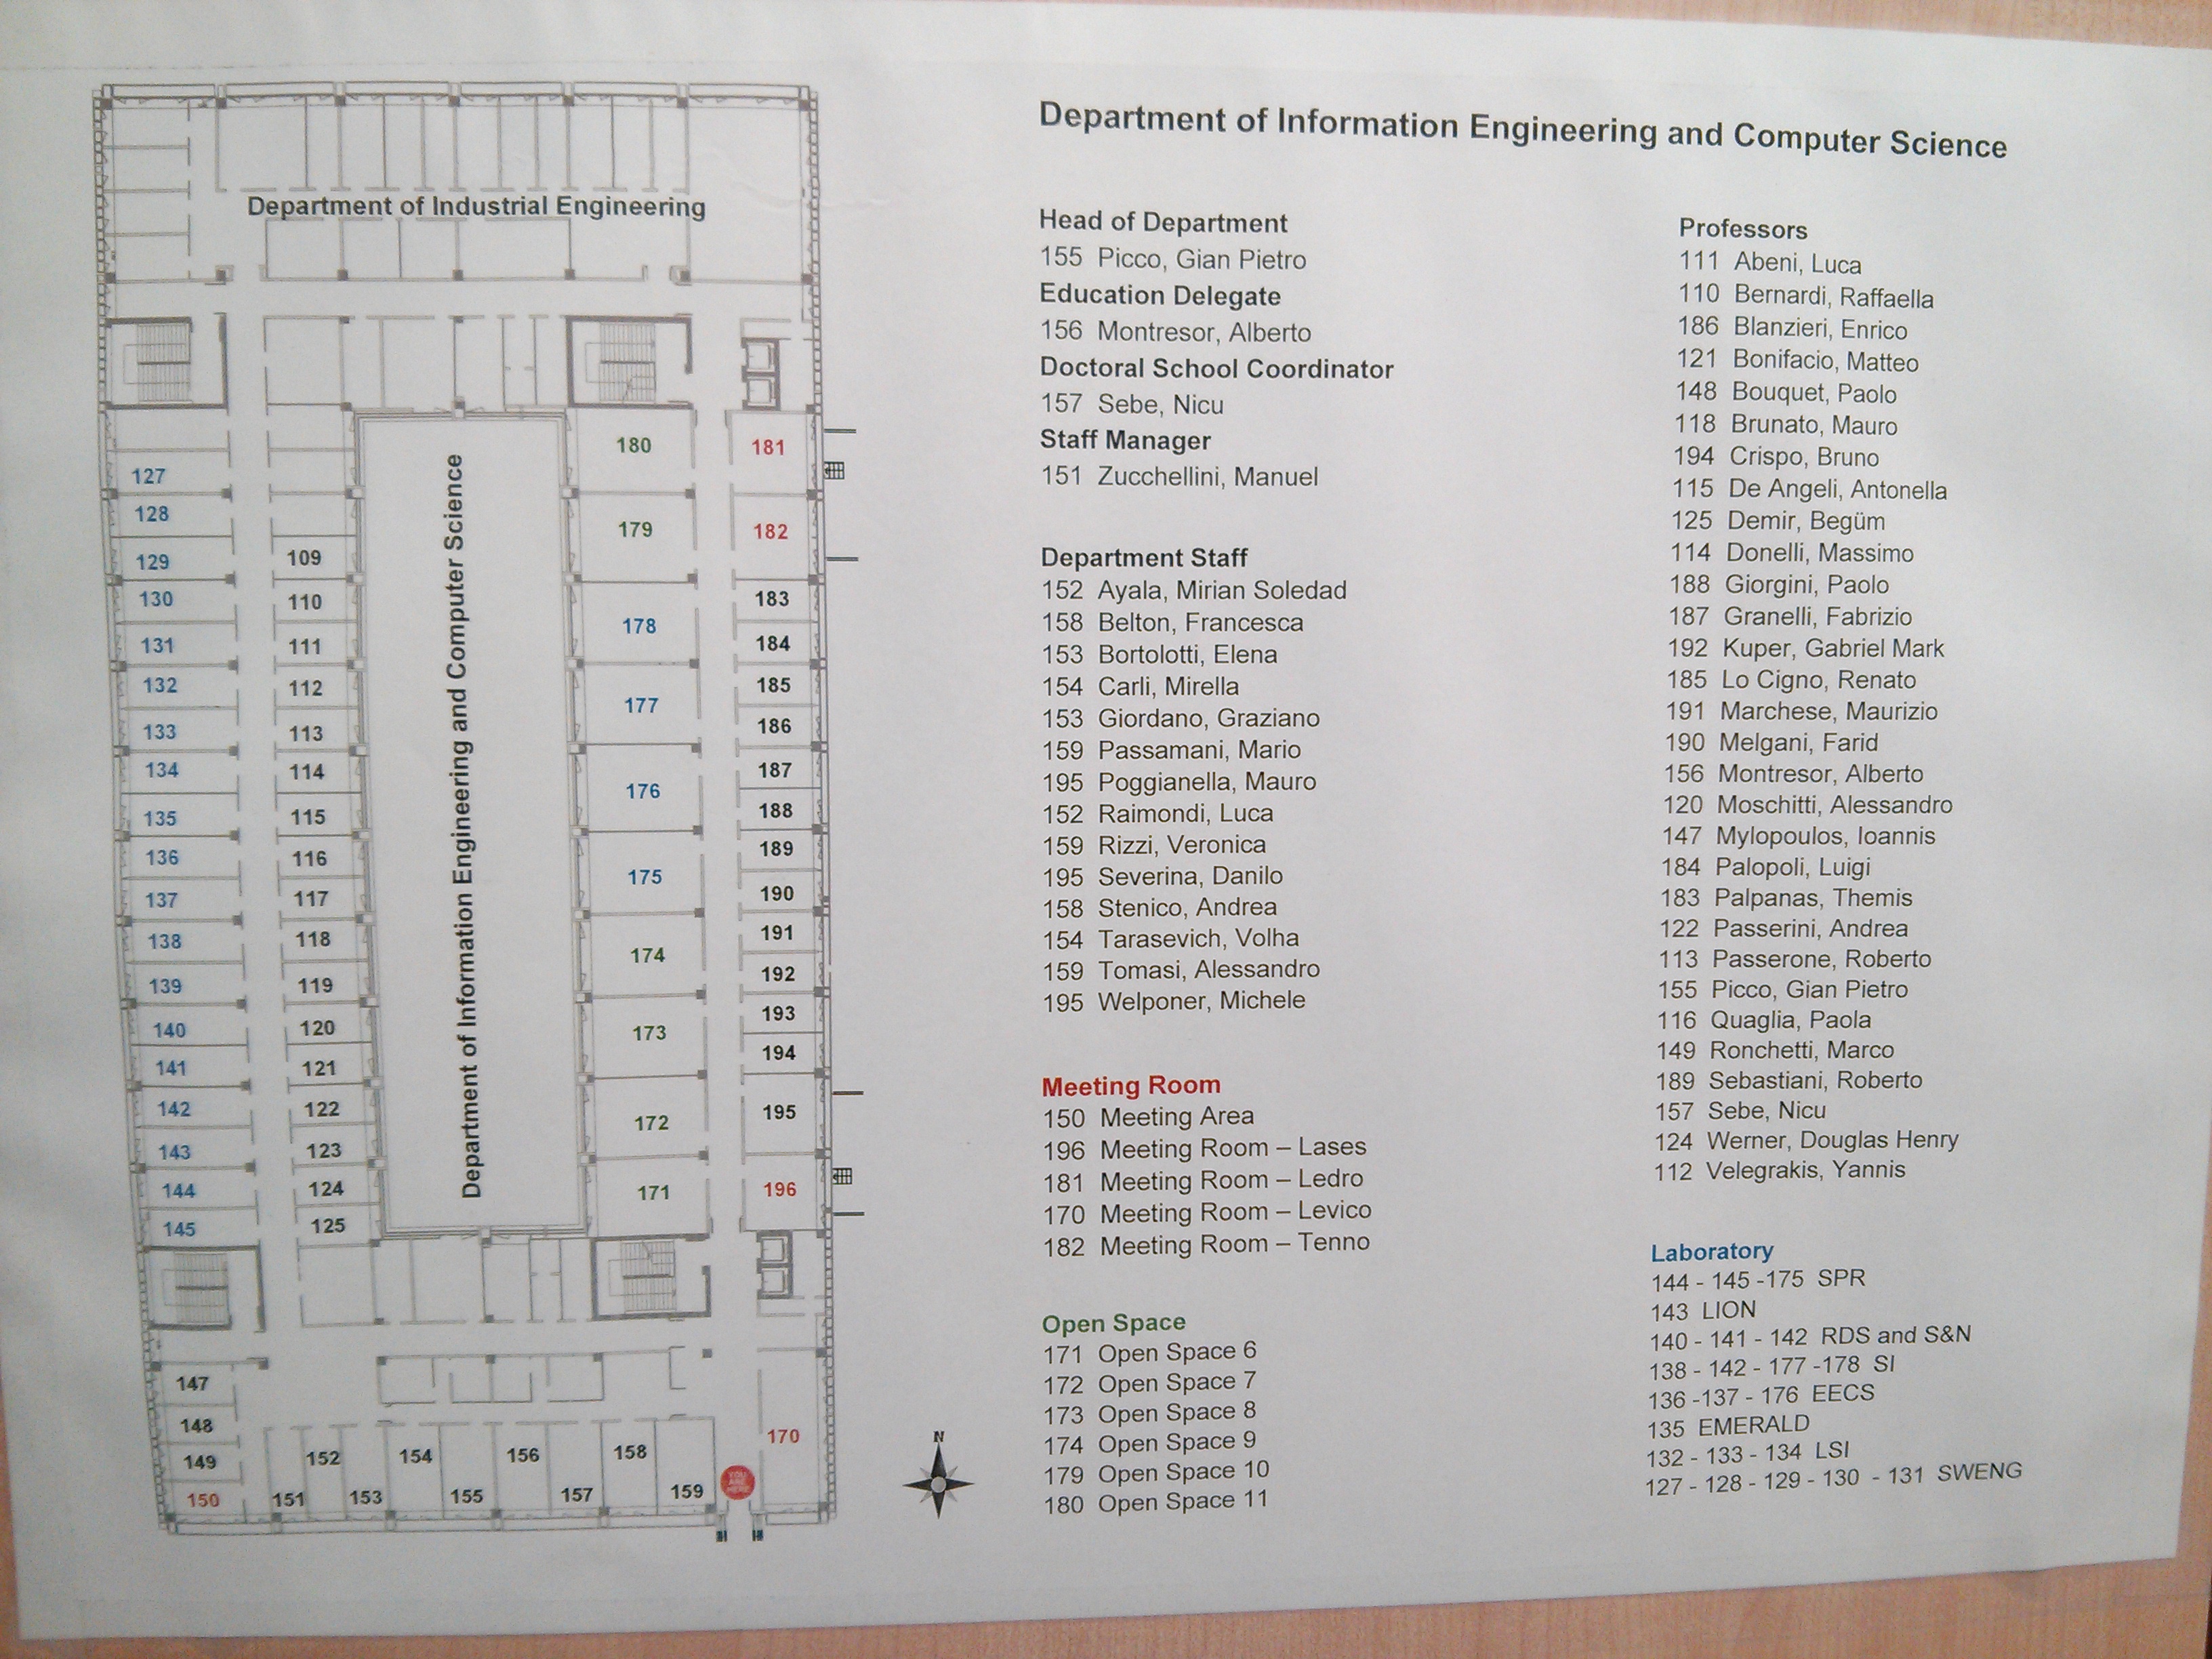 Department of Industrial Engineering
Department of Information Engineering and Computer Science
127
128
129
130
131
132
133
134
135
136
137
138
139
140
141
142
143
144
145
109
110
111
112
113
114
115
116
117
118
119
120
121
122
123
124
125
180
179
178
177
176
175
174
173
172
171
181
182
183
184
185
186
187
188
189
190
191
192
193
194
195
196
147
148
149
150
151
152
153
154
155
156
157
158
159
170
YOU
ARE
HERE
N
Department of Information Engineering and Computer Science
Head of Department
155 Picco, Gian Pietro
Education Delegate
156 Montresor, Alberto
Doctoral School Coordinator
157 Sebe, Nicu
Staff Manager
151 Zucchellini, Manuel
Department Staff
152 Ayala, Mirian Soledad
158 Belton, Francesca
153 Bortolotti, Elena
154 Carli, Mirella
153 Giordano, Graziano
159 Passamani, Mario
195 Poggianella, Mauro
152 Raimondi, Luca
159 Rizzi, Veronica
195 Severina, Danilo
158 Stenico, Andrea
154 Tarasevich, Volha
159 Tomasi, Alessandro
195 Welponer, Michele
Meeting Room
150 Meeting Area
196 Meeting Room – Lases
181 Meeting Room – Ledro
170 Meeting Room – Levico
182 Meeting Room – Tenno
Open Space
171 Open Space 6
172 Open Space 7
173 Open Space 8
174 Open Space 9
179 Open Space 10
180 Open Space 11
Professors
111 Abeni, Luca
110 Bernardi, Raffaella
186 Blanzieri, Enrico
121 Bonifacio, Matteo
148 Bouquet, Paolo
118 Brunato, Mauro
194 Crispo, Bruno
115 De Angeli, Antonella
125 Demir, Begüm
114 Donelli, Massimo
188 Giorgini, Paolo
187 Granelli, Fabrizio
192 Kuper, Gabriel Mark
185 Lo Cigno, Renato
191 Marchese, Maurizio
190 Melgani, Farid
156 Montresor, Alberto
120 Moschitti, Alessandro
147 Mylopoulos, Ioannis
184 Palopoli, Luigi
183 Palpanas, Themis
122 Passerini, Andrea
113 Passerone, Roberto
155 Picco, Gian Pietro
116 Quaglia, Paola
149 Ronchetti, Marco
189 Sebastiani, Roberto
157 Sebe, Nicu
124 Werner, Douglas Henry
112 Velegrakis, Yannis
Laboratory
144 - 145 -175 SPR
143 LION
140 - 141 - 142 RDS and S&N
138 - 142 - 177 -178 SI
136 -137 - 176 EECS
135 EMERALD
132 - 133 - 134 LSI
127 - 128 - 129 - 130 - 131 SWENG